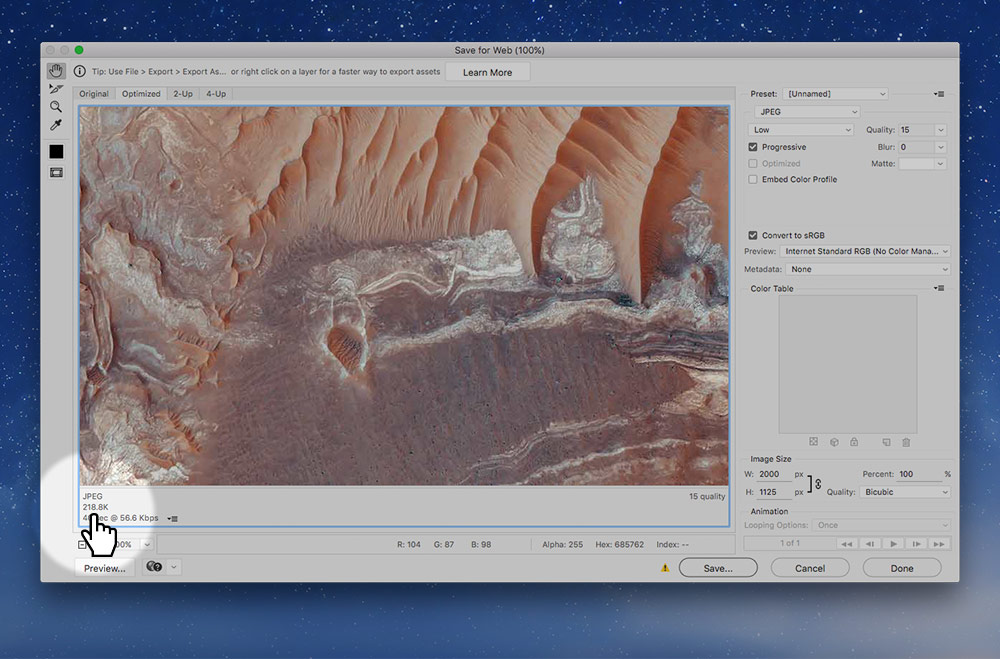 Save for Web (100%)
Tip: Use File > Export > Export As... or right click on a layer for a faster way to export assets
Learn More
Original Optimized 2-Up 4-Up
Preset: [Unnamed]
JPEG
Low Quality: 15
Progressive Blur: 0
Optimized Matte:
Embed Color Profile
Convert to sRGB
Preview: Internet Standard RGB (No Color Mana...
Metadata: None
Color Table
Image Size
W: 2000 px Percent: 100 %
H: 1125 px Quality: Bicubic
Animation
Looping Options: Once
1 of 1
JPEG 15 quality
218.8K
@ 56.6 Kbps
R: 104 G: 87 B: 98 Alpha: 255 Hex: 685762 Index: --
Preview... Save... Cancel Done